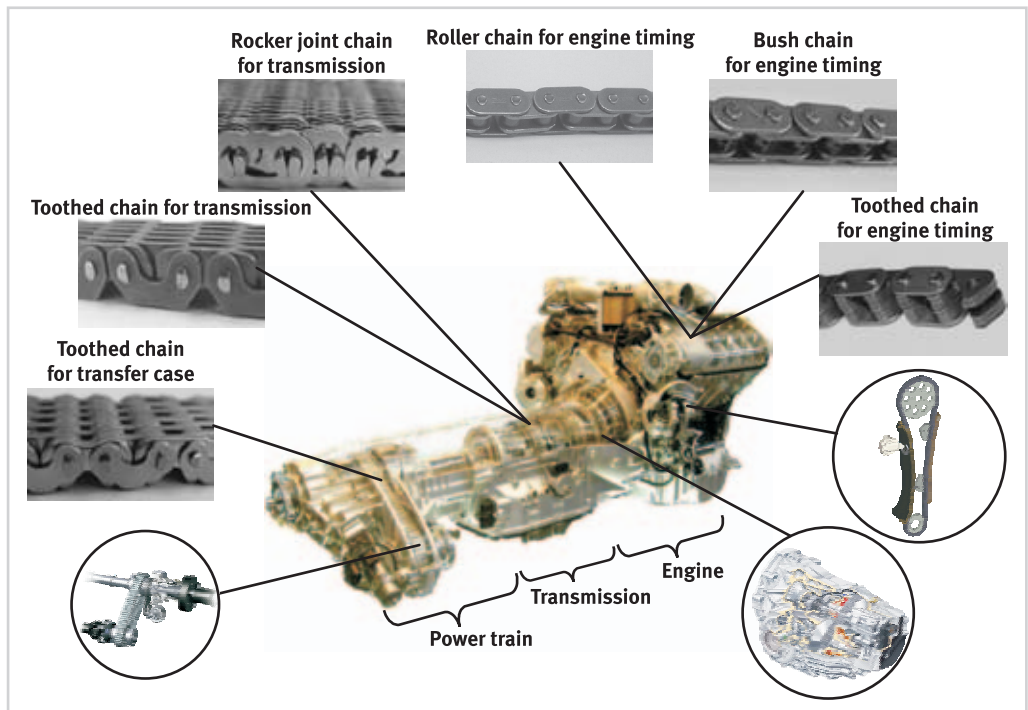 Rocker joint chain
for transmission
Roller chain for engine timing
Bush chain
for engine timing
Toothed chain for transmission
Toothed chain
for engine timing
Toothed chain
for transfer case
Engine
Transmission
Power train